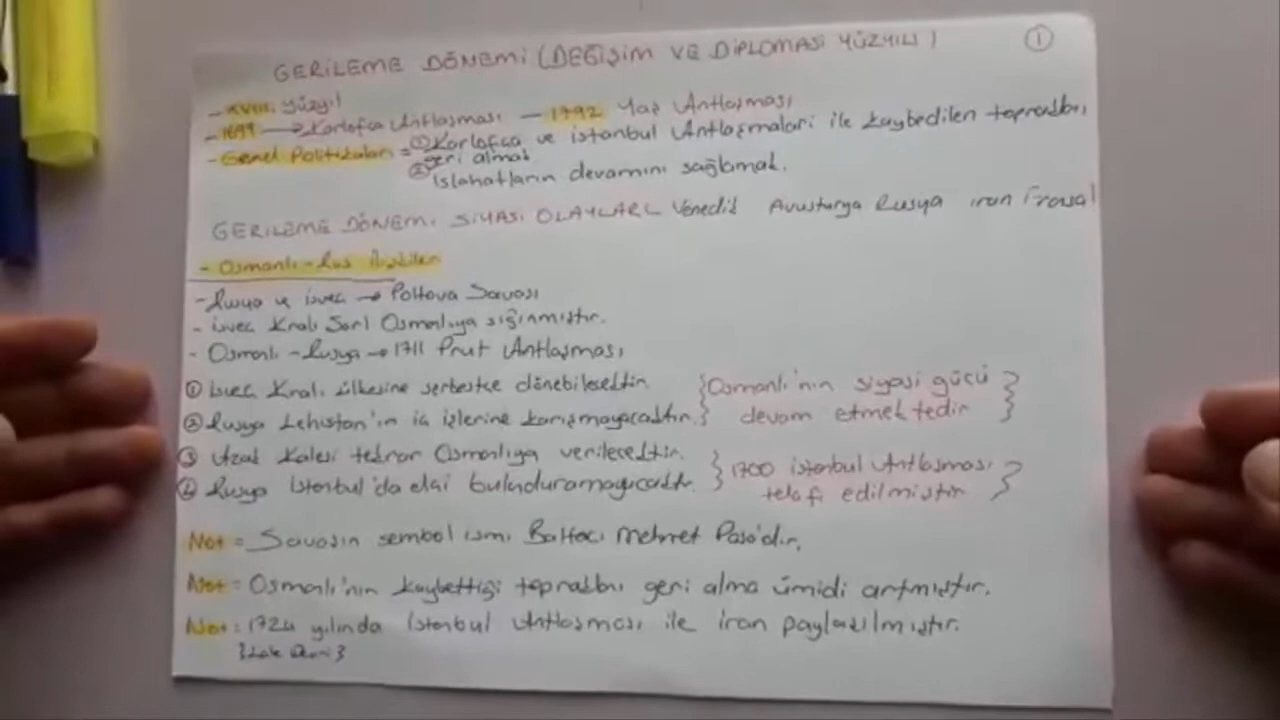 GERİLEME DÖNEMİ (DEĞİŞİM VE DİPLOMASİ YÜZYILI) ①
- XVIII. yüzyıl
- 1699 → Karlofça Antlaşması - 1792 Yaş Antlaşması
- Genel Politikaları = ① Karlofça ve İstanbul Antlaşmaları ile kaybedilen toprakları
geri almak
② Islahatların devamını sağlamak.
GERİLEME DÖNEMİ SİYASİ OLAYLARI Venedik Avusturya Rusya İran Fransa
- Osmanlı-Rus İlişkileri
- Rusya ve İsveç → Poltova Savaşı
- İsveç Kralı Şarl Osmanlıya sığınmıştır.
- Osmanlı-Rusya → 1711 Prut Antlaşması
① İsveç Kralı ülkesine serbestçe dönebilecektir.
② Rusya Lehistan'ın iç işlerine karışmayacaktır. } {Osmanlı'nın siyasi gücü devam etmektedir }
③ Azak Kalesi tekrar Osmanlıya verilecektir.
④ Rusya İstanbul'da elçi bulunduramayacaktır. } 1700 İstanbul Antlaşması telafi edilmiştir }
Not = Savaşın sembol ismi Baltacı Mehmet Paşa'dır.
Not = Osmanlı'nın kaybettiği toprakları geri alma ümidi artmıştır.
Not = 1724 yılında İstanbul Antlaşması ile İran paylaşılmıştır.
{Lale Devri}